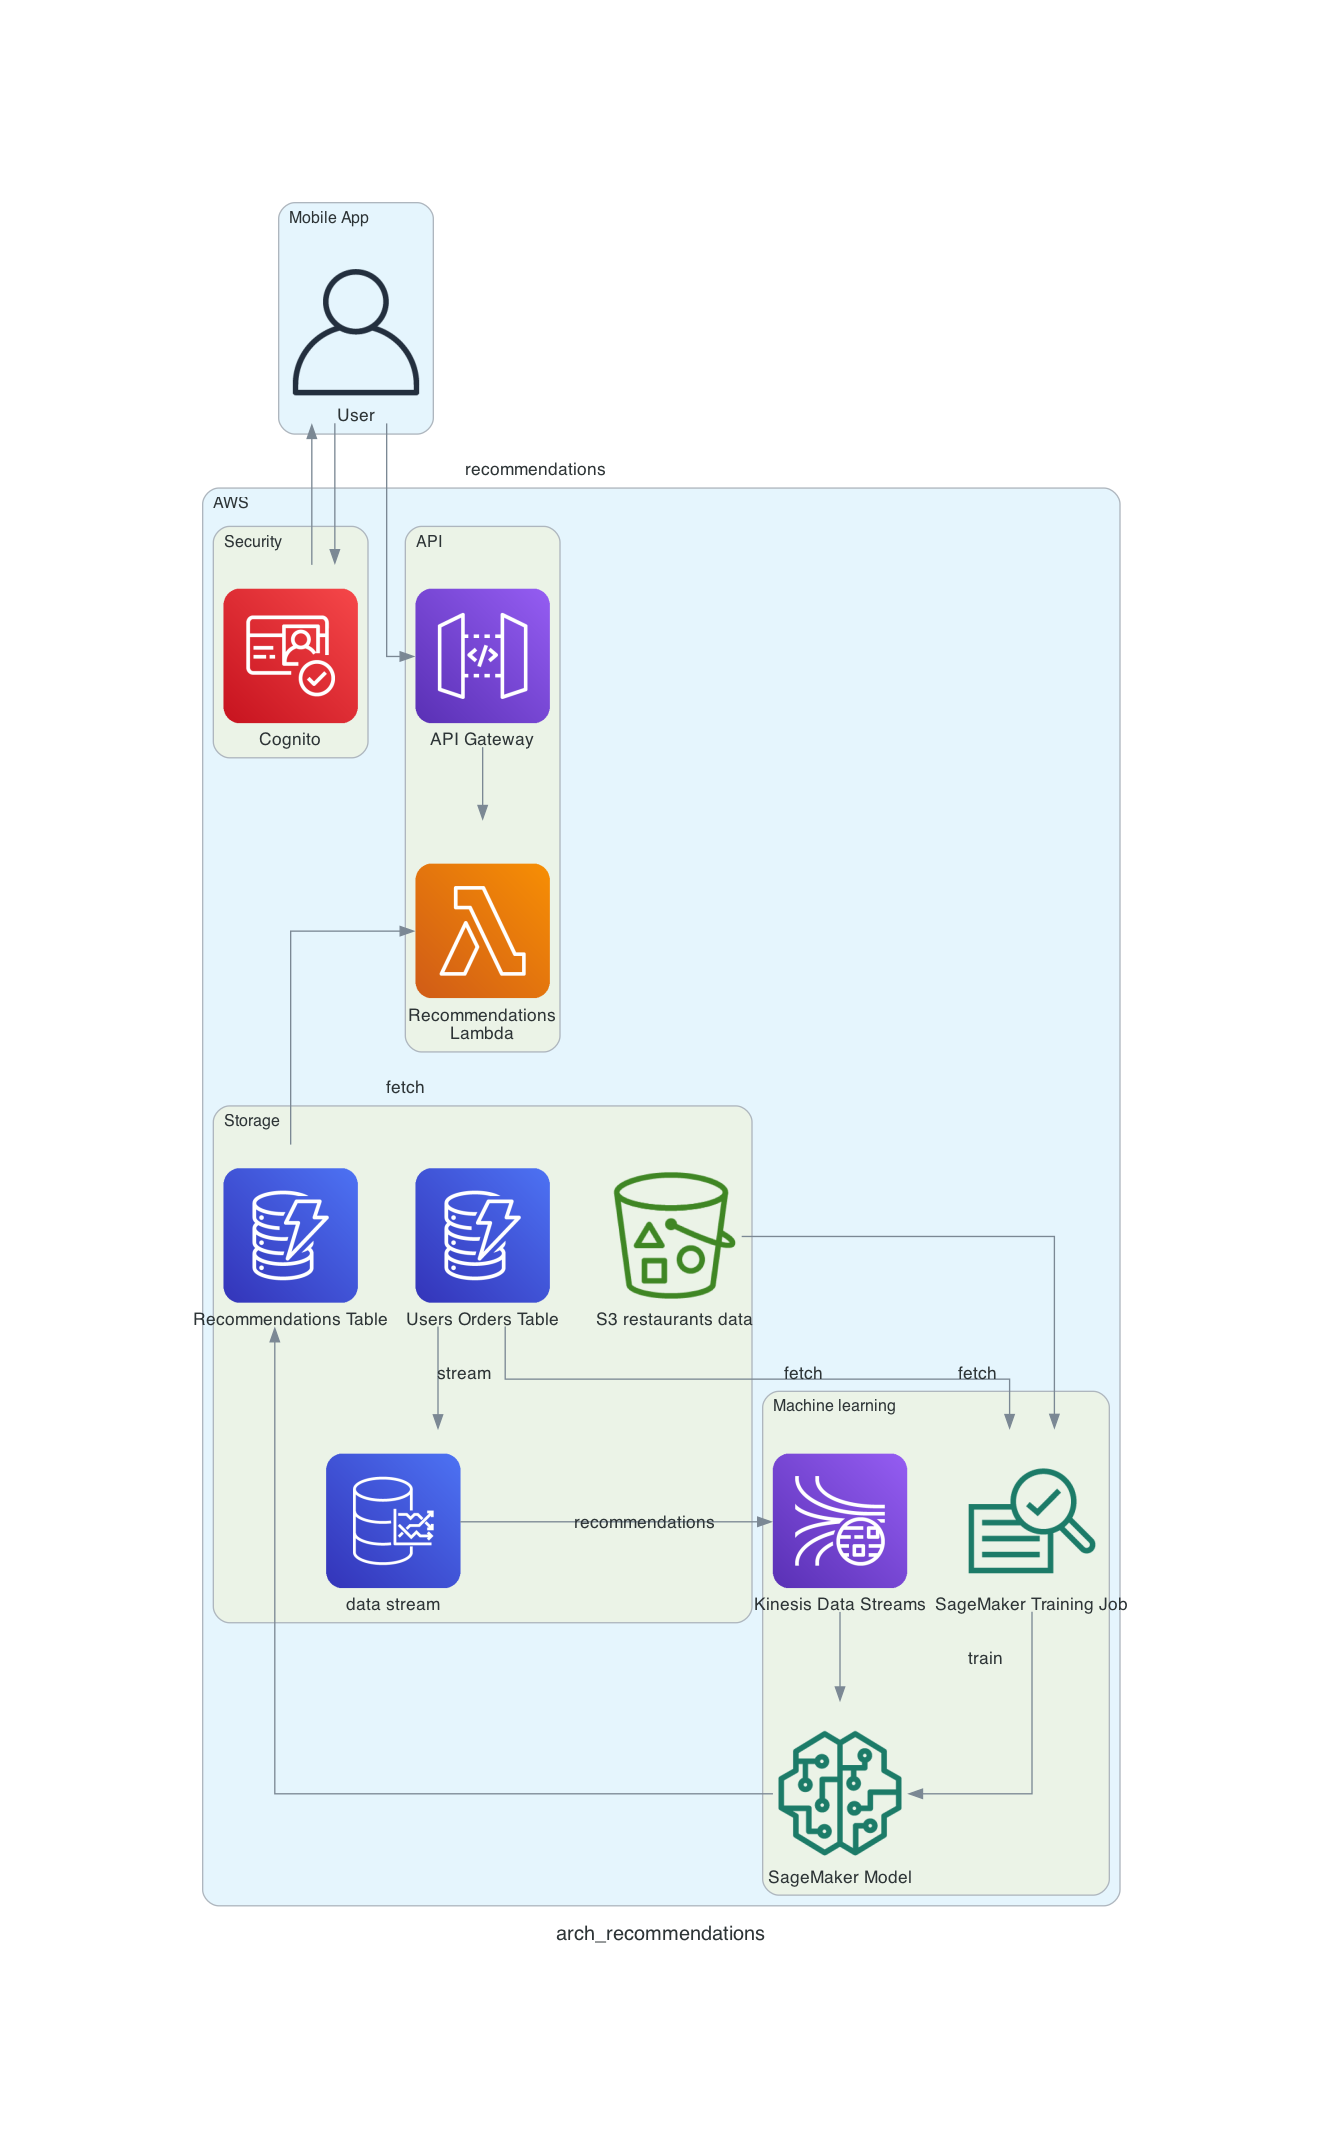 Mobile App
User
recommendations
AWS
Security
API
Cognito
API Gateway
Recommendations
Lambda
fetch
Storage
Recommendations Table
Users Orders Table
S3 restaurants data
stream
fetch
fetch
Machine learning
recommendations
data stream
Kinesis Data Streams
SageMaker Training Job
train
SageMaker Model
arch_recommendations